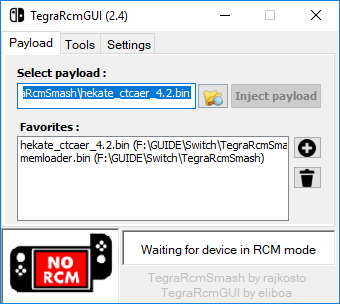 TegraRcmGUI (2.4)
Payload Tools Settings
Select payload :
aRcmSmash\hekate_ctcaer_4.2.bin
Inject payload
Favorites :
hekate_ctcaer_4.2.bin (F:\GUIDE\Switch\TegraRcmSma
memloader.bin (F:\GUIDE\Switch\TegraRcmSmash)
NO
RCM
Waiting for device in RCM mode
TegraRcmSmash by rajkosto
TegraRcmGUI by eliboa